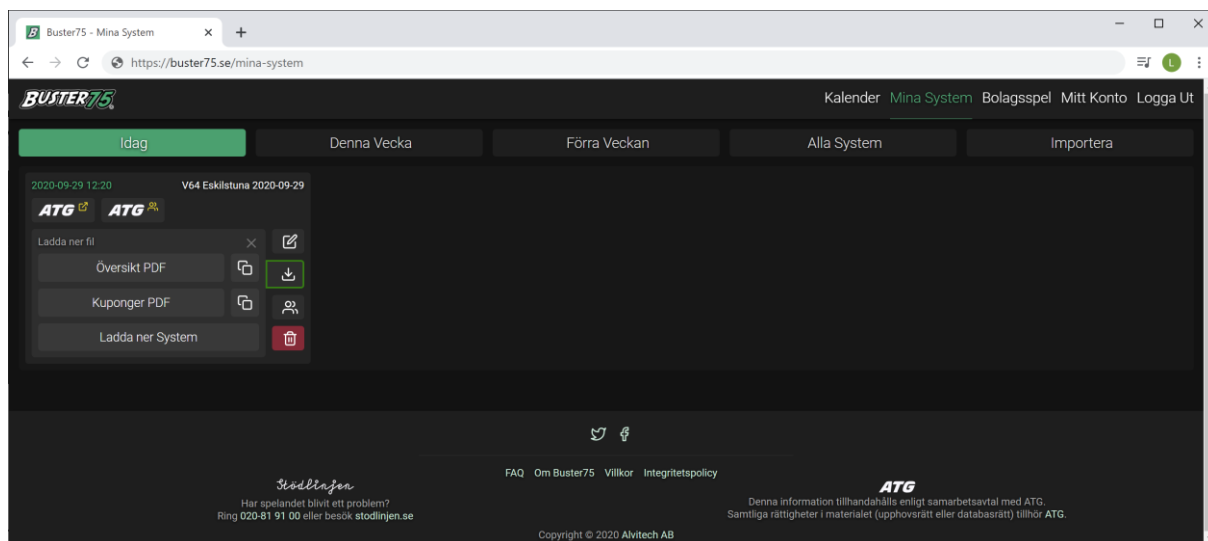 Buster75 - Mina System
https://buster75.se/mina-system
L
BUSTER75
Kalender Mina System Bolagsspel Mitt Konto Logga Ut
Idag Denna Vecka Förra Veckan Alla System Importera
2020-09-29 12:20 V64 Eskilstuna 2020-09-29
ATG ATG
Ladda ner fil
Översikt PDF
Kuponger PDF
Ladda ner System
FAQ Om Buster75 Villkor Integritetspolicy
Stödlinjen
Har spelandet blivit ett problem?
Ring 020-81 91 00 eller besök stodlinjen.se
ATG
Denna information tillhandahålls enligt samarbetsavtal med ATG.
Samtliga rättigheter i materialet (upphovsrätt eller databasrätt) tillhör ATG.
Copyright © 2020 Alvitech AB